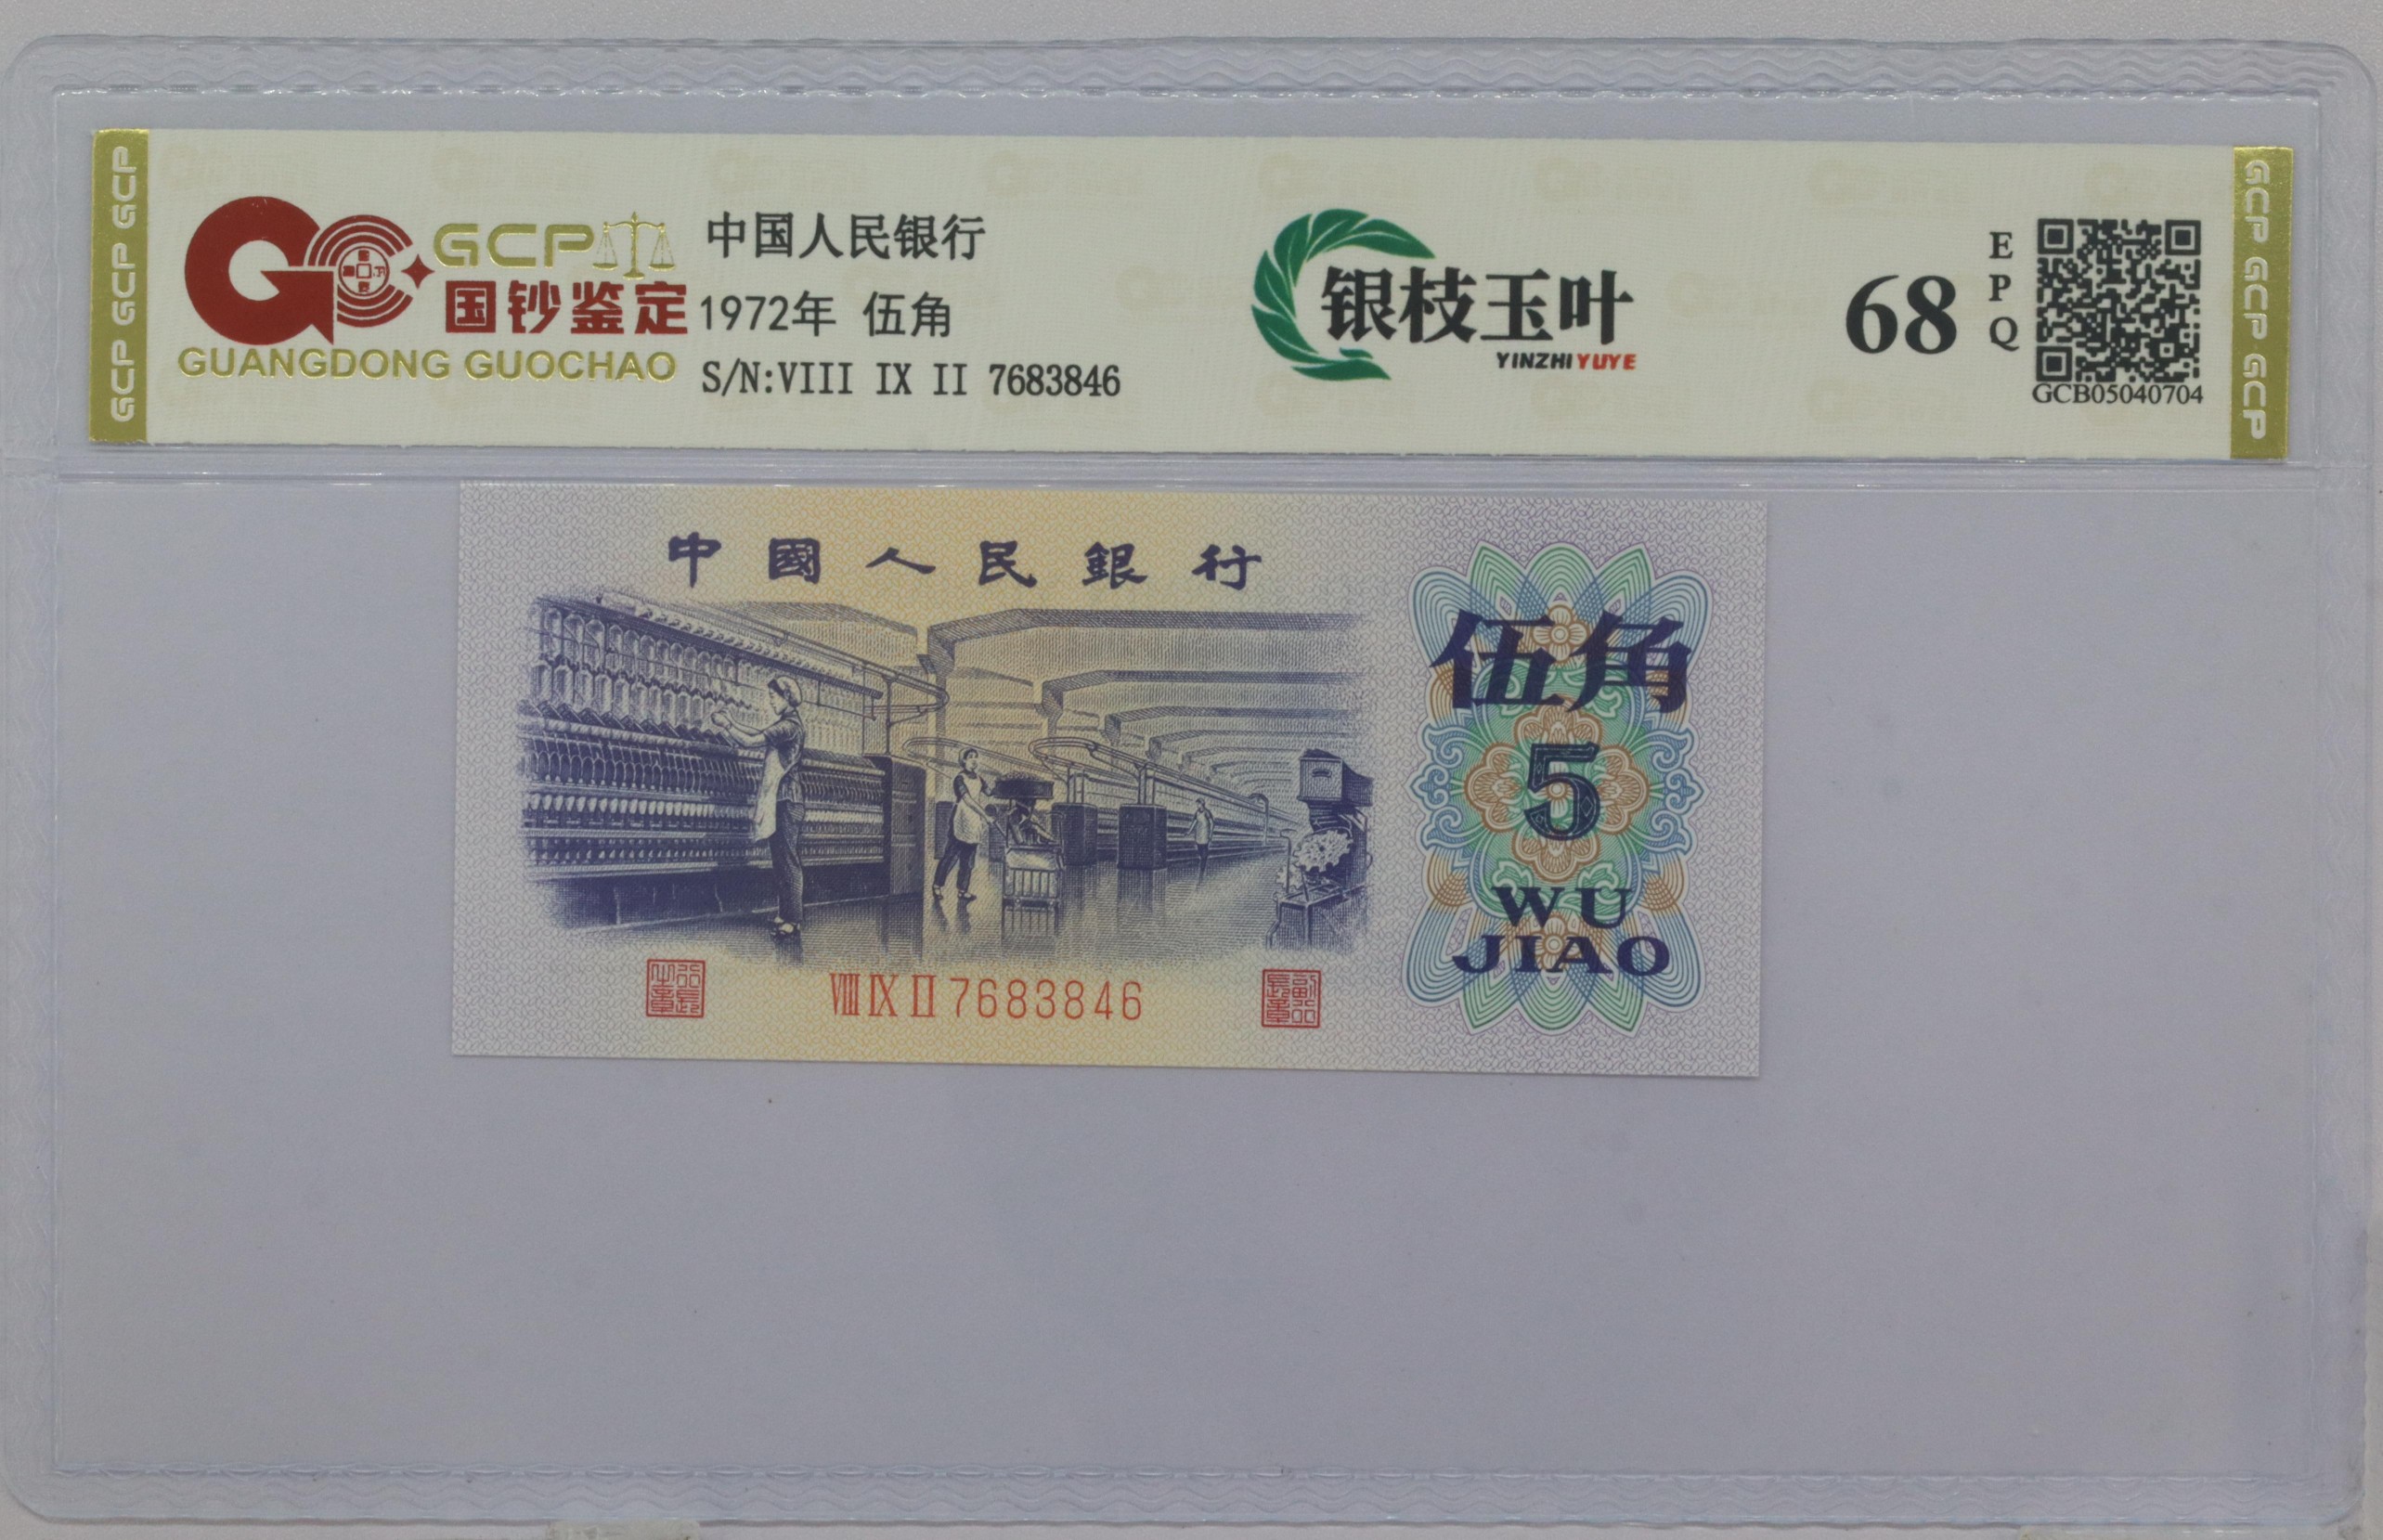 GCP GCP GCP
GCP
国钞鉴定
GUANGDONG GUOCHAO
中国人民银行
1972年 伍角
S/N:VIII IX II 7683846
银枝玉叶
YINZHIYUYE
68
EPQ
GCB05040704
GCP GCP GCP
中國人民銀行
伍角
5
WU
JIAO
VIII IX II 7683846